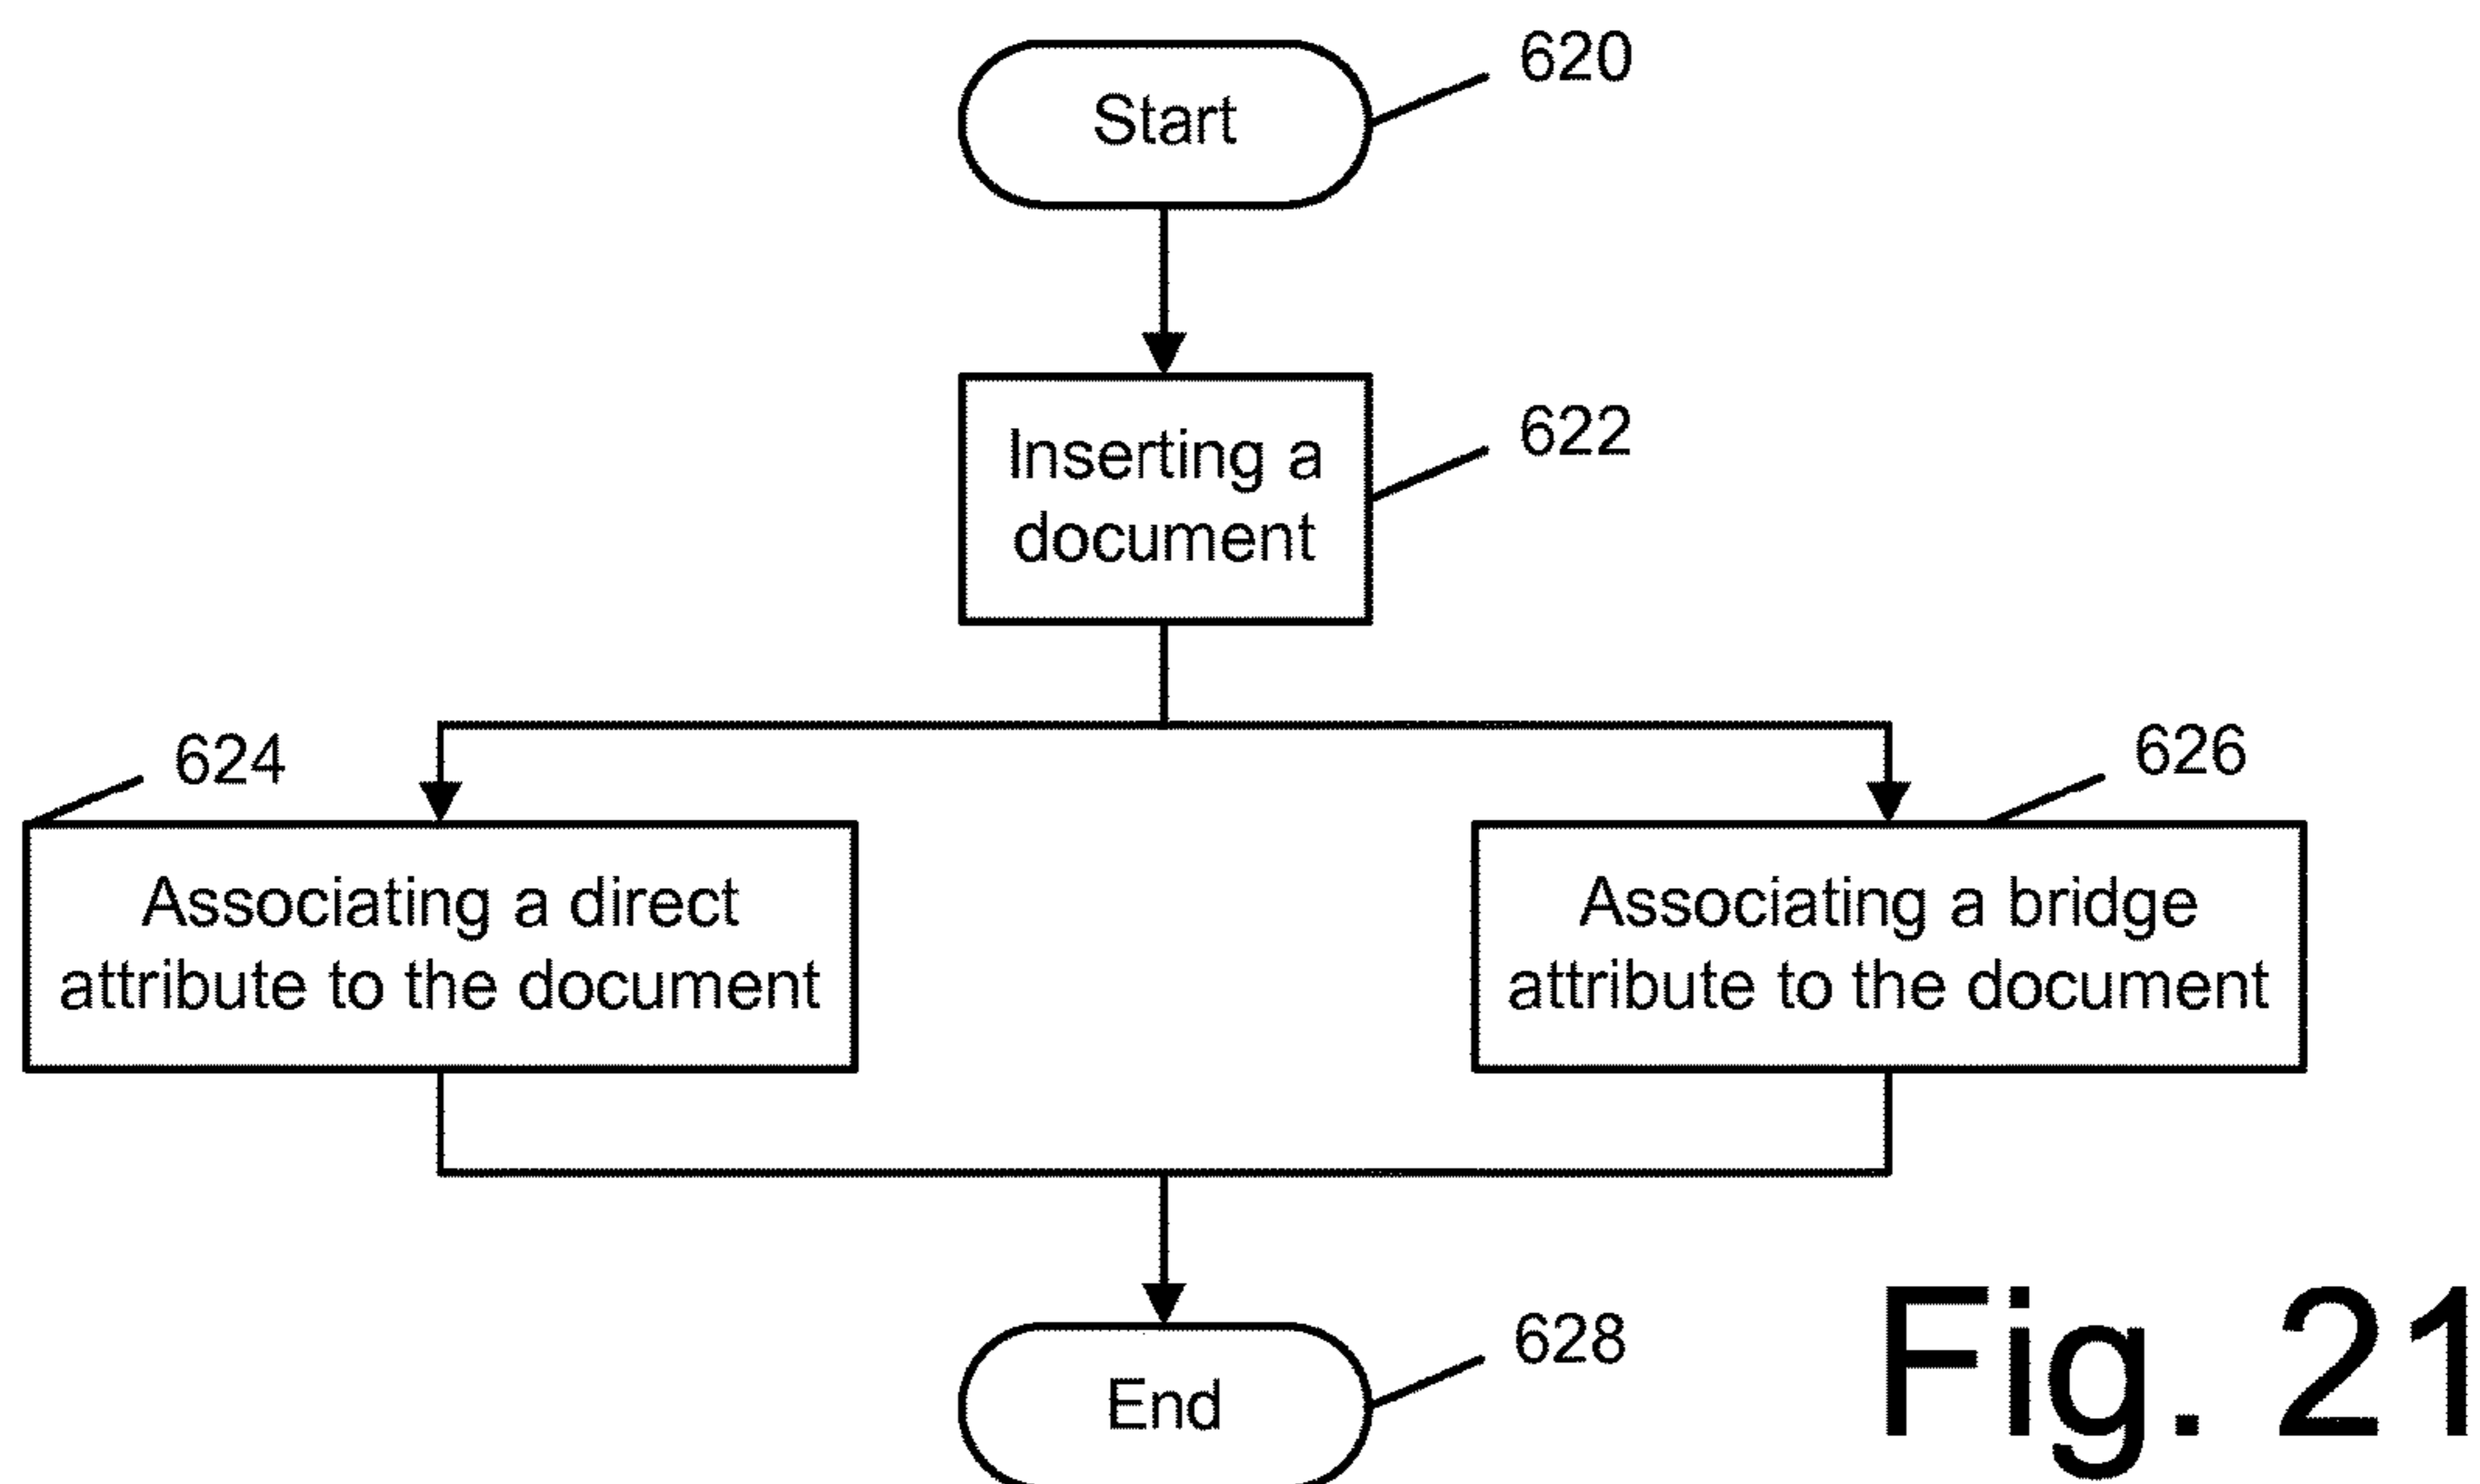 620
Start
622
Inserting a
document
624
626
Associating a direct
attribute to the document
Associating a bridge
attribute to the document
628
End
Fig. 21